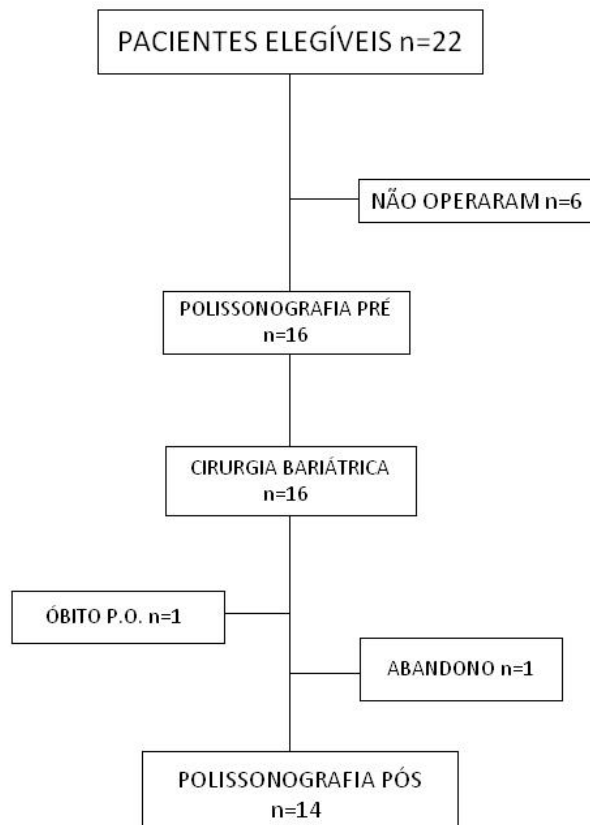 PACIENTES ELEGÍVEIS n=22
NÃO OPERARAM n=6
POLISSONOGRAFIA PRÉ
n=16
CIRURGIA BARIÁTRICA
n=16
ÓBITO P.O. n=1
ABANDONO n=1
POLISSONOGRAFIA PÓS
n=14